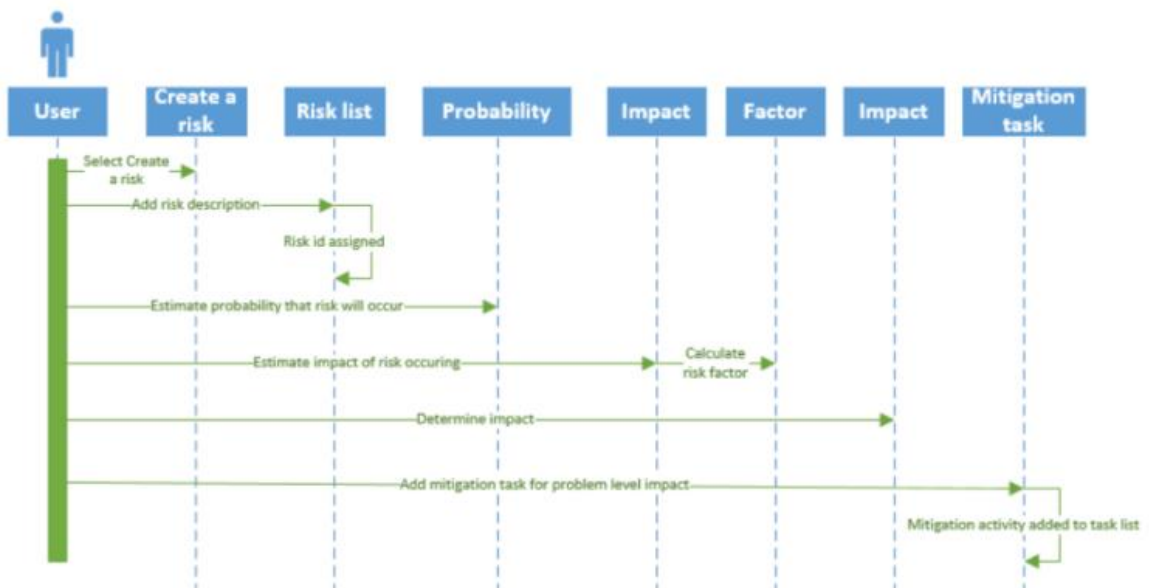 User
Create a
risk
Risk list
Probability
Impact
Factor
Impact
Mitigation
task
Select Create
a risk
Add risk description
Risk id assigned
Estimate probability that risk will occur
Estimate impact of risk occuring
Calculate
risk factor
Determine impact
Add mitigation task for problem level impact
Mitigation activity added to task list